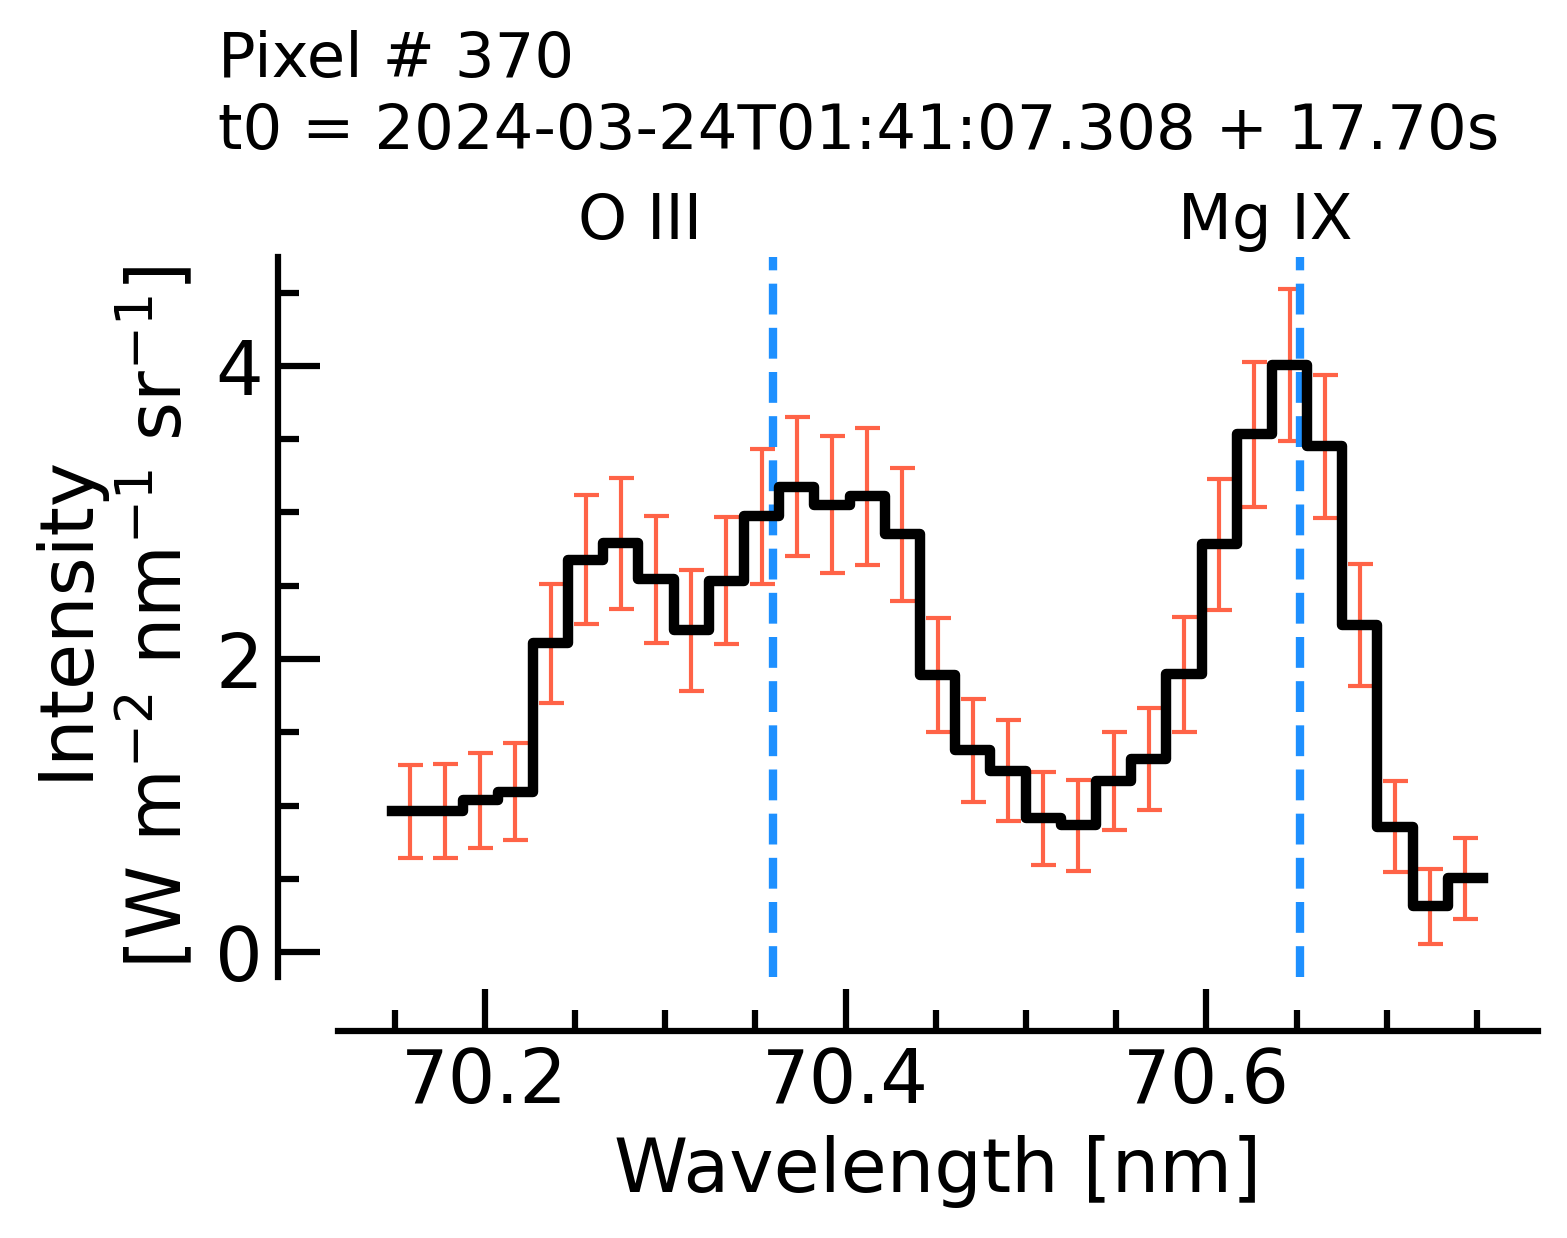 Pixel # 370
t0 = 2024-03-24T01:41:07.308 + 17.70s
O III
Mg IX
Intensity
[W m⁻² nm⁻¹ sr⁻¹]
4
2
0
70.2
70.4
70.6
Wavelength [nm]